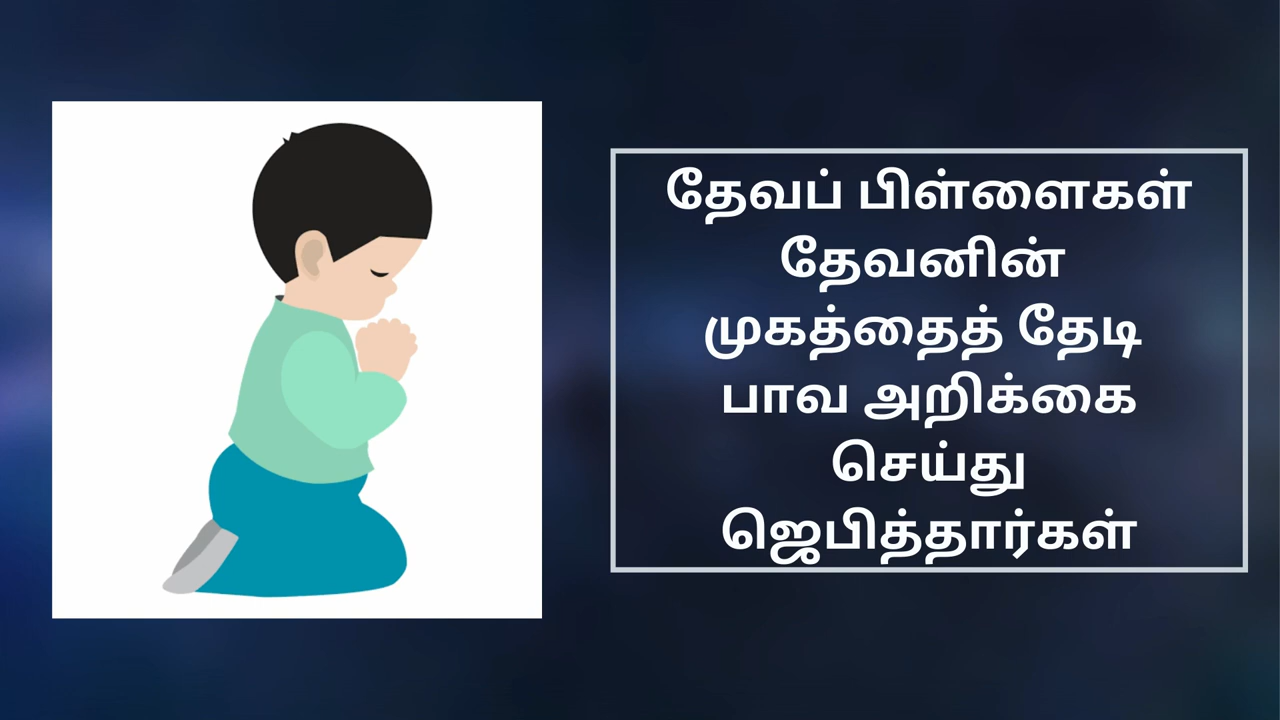 தேவப் பிள்ளைகள்
தேவனின்
முகத்தைத் தேடி
பாவ அறிக்கை
செய்து
ஜெபித்தார்கள்